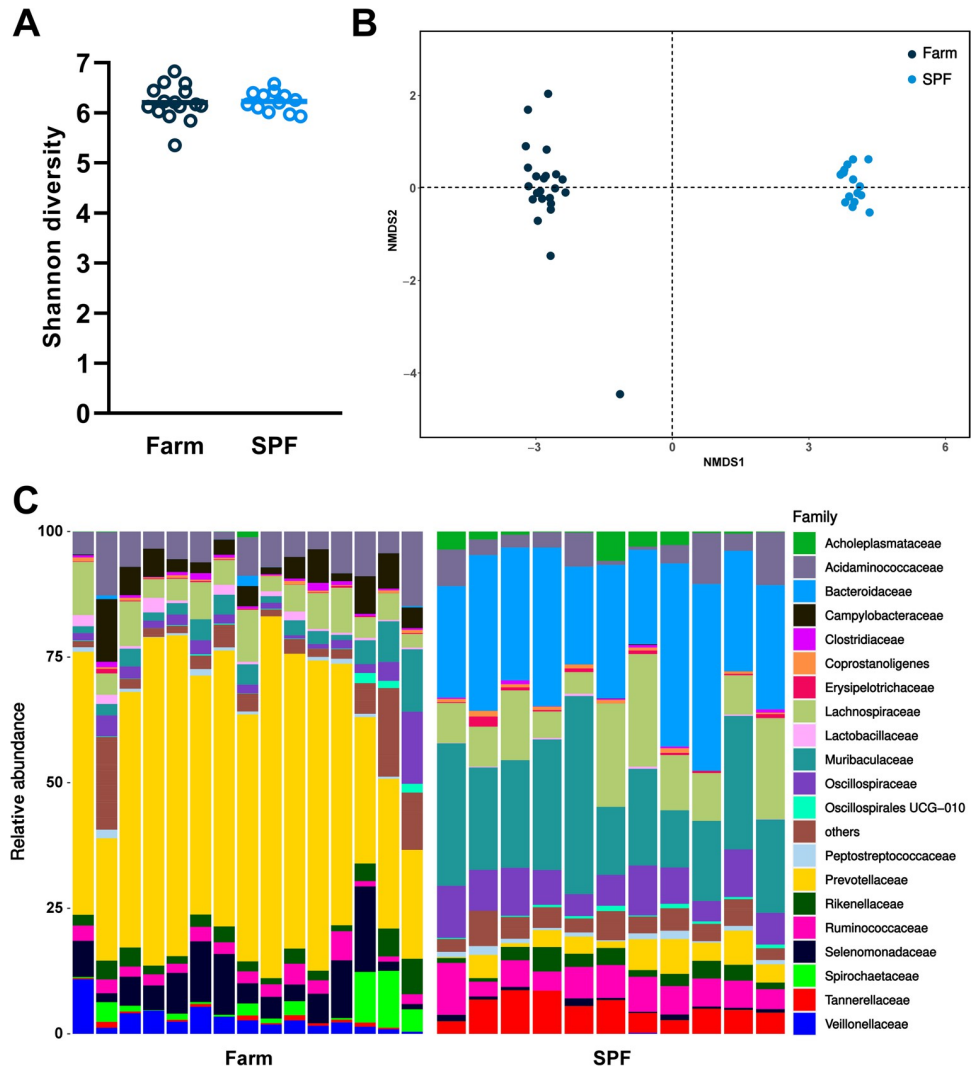 A
7
6
5
4
3
2
1
0
Shannon diversity
Farm SPF
B
Farm
SPF
2
0
−2
−4
NMDS2
−3 0 3 6
NMDS1
C
100
75
50
25
0
Relative abundance
Farm SPF
Family
Acholeplasmataceae
Acidaminococcaceae
Bacteroidaceae
Campylobacteraceae
Clostridiaceae
Coprostanoligenes
Erysipelotrichaceae
Lachnospiraceae
Lactobacillaceae
Muribaculaceae
Oscillospiraceae
Oscillospirales UCG−010
others
Peptostreptococcaceae
Prevotellaceae
Rikenellaceae
Ruminococcaceae
Selenomonadaceae
Spirochaetaceae
Tannerellaceae
Veillonellaceae